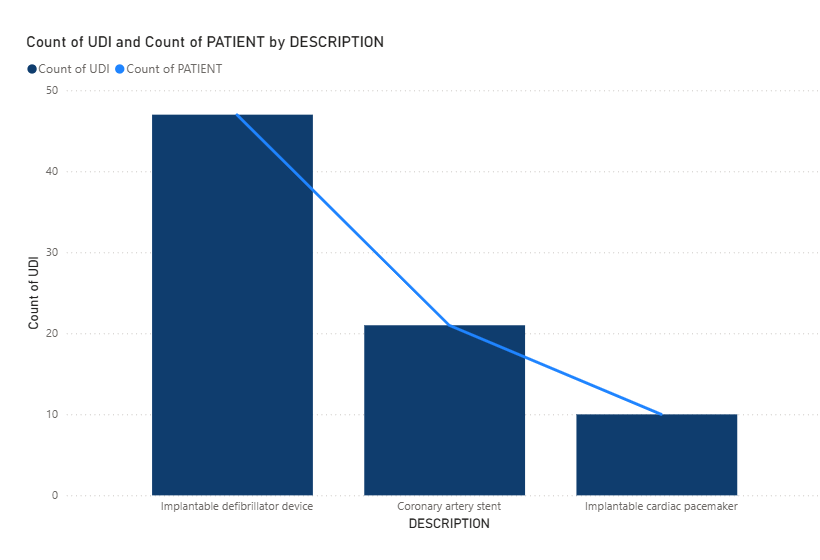 Count of UDI and Count of PATIENT by DESCRIPTION
Count of UDI Count of PATIENT
50
40
30
20
10
0
Count of UDI
Implantable defibrillator device
Coronary artery stent
Implantable cardiac pacemaker
DESCRIPTION